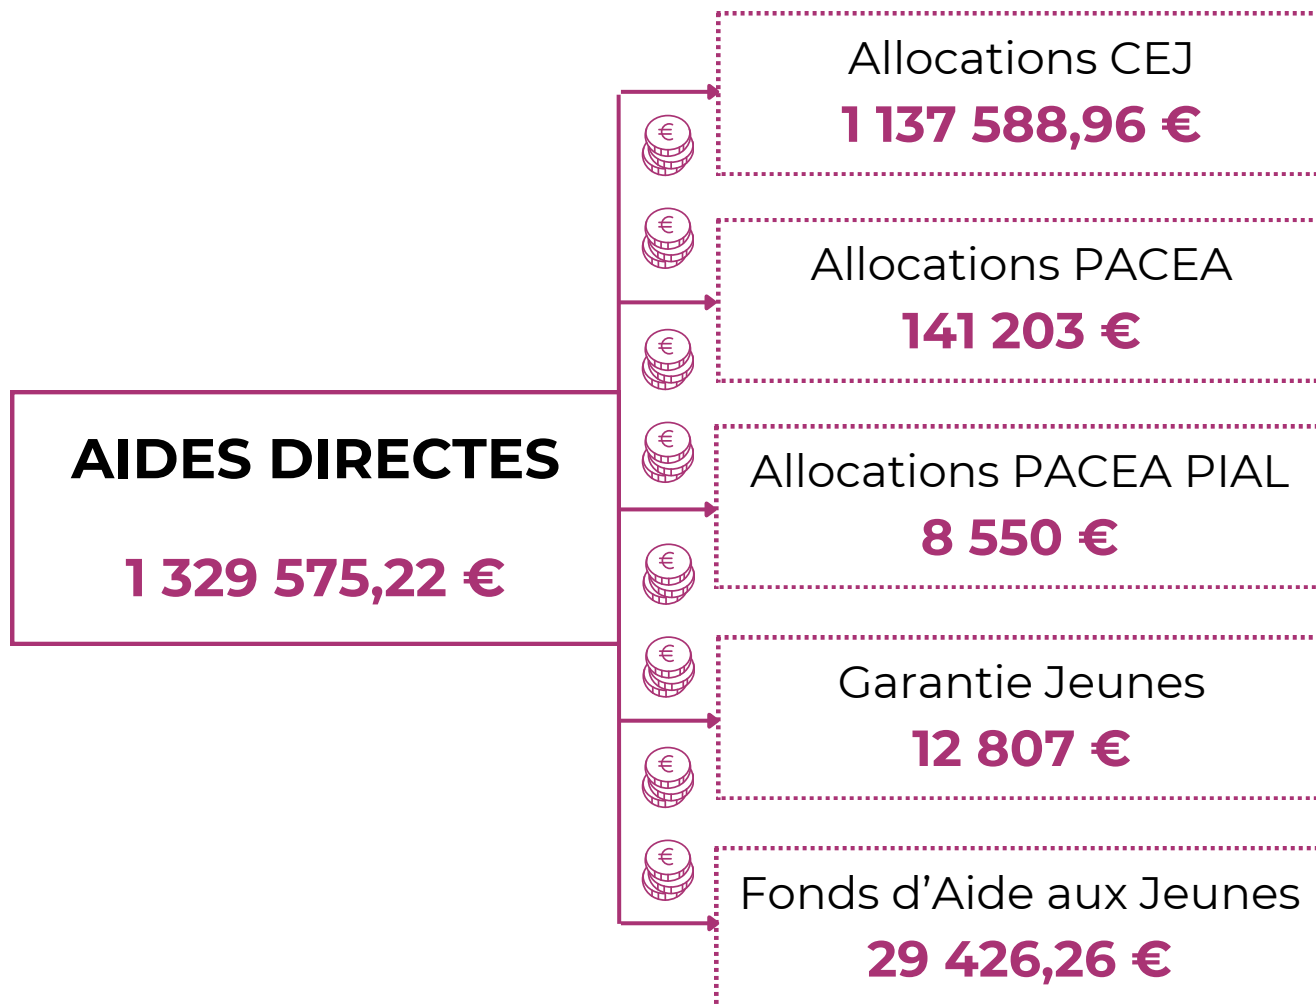 AIDES DIRECTES
1 329 575,22 €
Allocations CEJ
1 137 588,96 €
Allocations PACEA
141 203 €
Allocations PACEA PIAL
8 550 €
Garantie Jeunes
12 807 €
Fonds d’Aide aux Jeunes
29 426,26 €